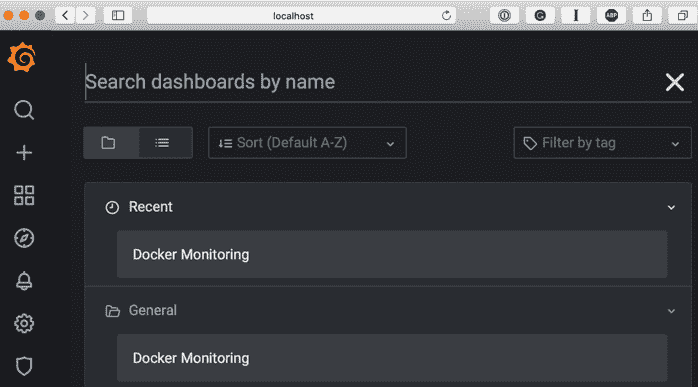 localhost
ABP
Search dashboards by name
Sort (Default A-Z)
Filter by tag
Recent
Docker Monitoring
General
Docker Monitoring